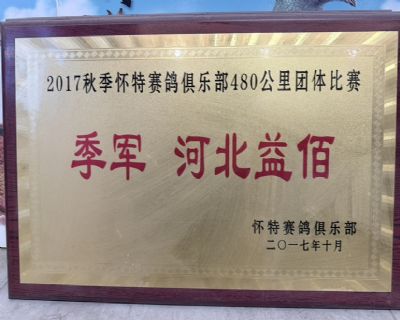 2017秋季怀特赛鸽俱乐部480公里团体比赛
季军 河北益佰
怀特赛鸽俱乐部
二〇一七年十月